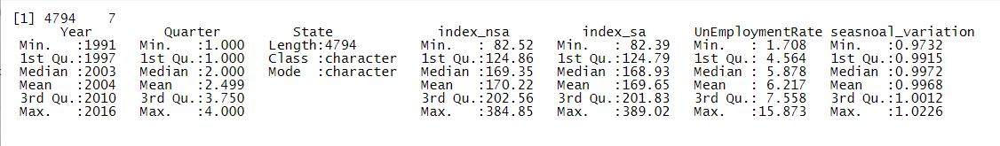 [1] 4794    7
      Year         Quarter         State             index_nsa        index_sa      UnEmploymentRate seasnoal_variation
 Min.   :1991   Min.   :1.000   Length:4794        Min.   : 82.52   Min.   : 82.39   Min.   : 1.708   Min.   :0.9732
 1st Qu.:1997   1st Qu.:1.000   Class :character   1st Qu.:124.86   1st Qu.:124.79   1st Qu.: 4.564   1st Qu.:0.9915
 Median :2003   Median :2.000   Mode  :character   Median :169.35   Median :168.93   Median : 5.878   Median :0.9972
 Mean   :2004   Mean   :2.499                      Mean   :170.22   Mean   :169.65   Mean   : 6.217   Mean   :0.9968
 3rd Qu.:2010   3rd Qu.:3.750                      3rd Qu.:202.56   3rd Qu.:201.83   3rd Qu.: 7.558   3rd Qu.:1.0012
 Max.   :2016   Max.   :4.000                      Max.   :384.85   Max.   :389.02   Max.   :15.873   Max.   :1.0226